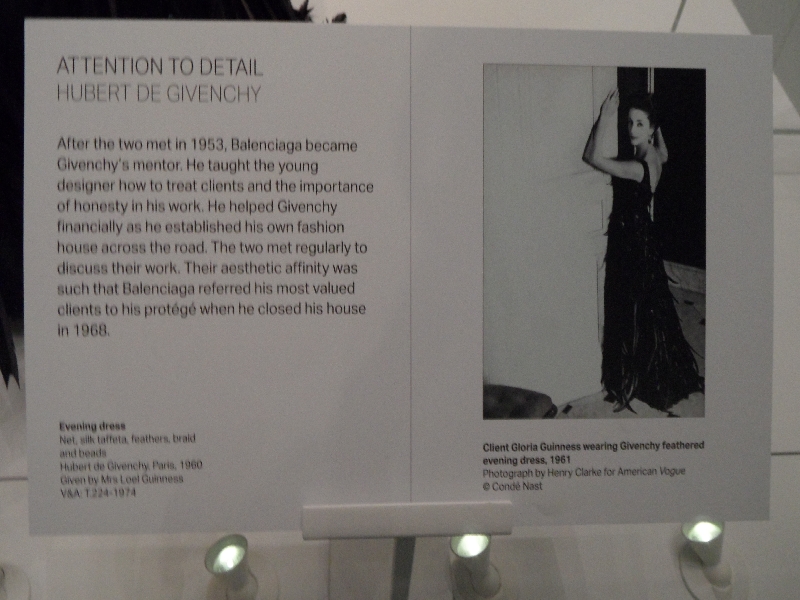 ATTENTION TO DETAIL
HUBERT DE GIVENCHY
After the two met in 1953, Balenciaga became
Givenchy's mentor. He taught the young
designer how to treat clients and the importance
of honesty in his work. He helped Givenchy
financially as he established his own fashion
house across the road. The two met regularly to
discuss their work. Their aesthetic affinity was
such that Balenciaga referred his most valued
clients to his protégé when he closed his house
in 1968.
Evening dress
Net, silk taffeta, feathers, braid
and beads
Hubert de Givenchy, Paris, 1960
Given by Mrs Loel Guinness
V&A: T.224-1974
Client Gloria Guinness wearing Givenchy feathered
evening dress, 1961
Photograph by Henry Clarke for American Vogue
© Condé Nast